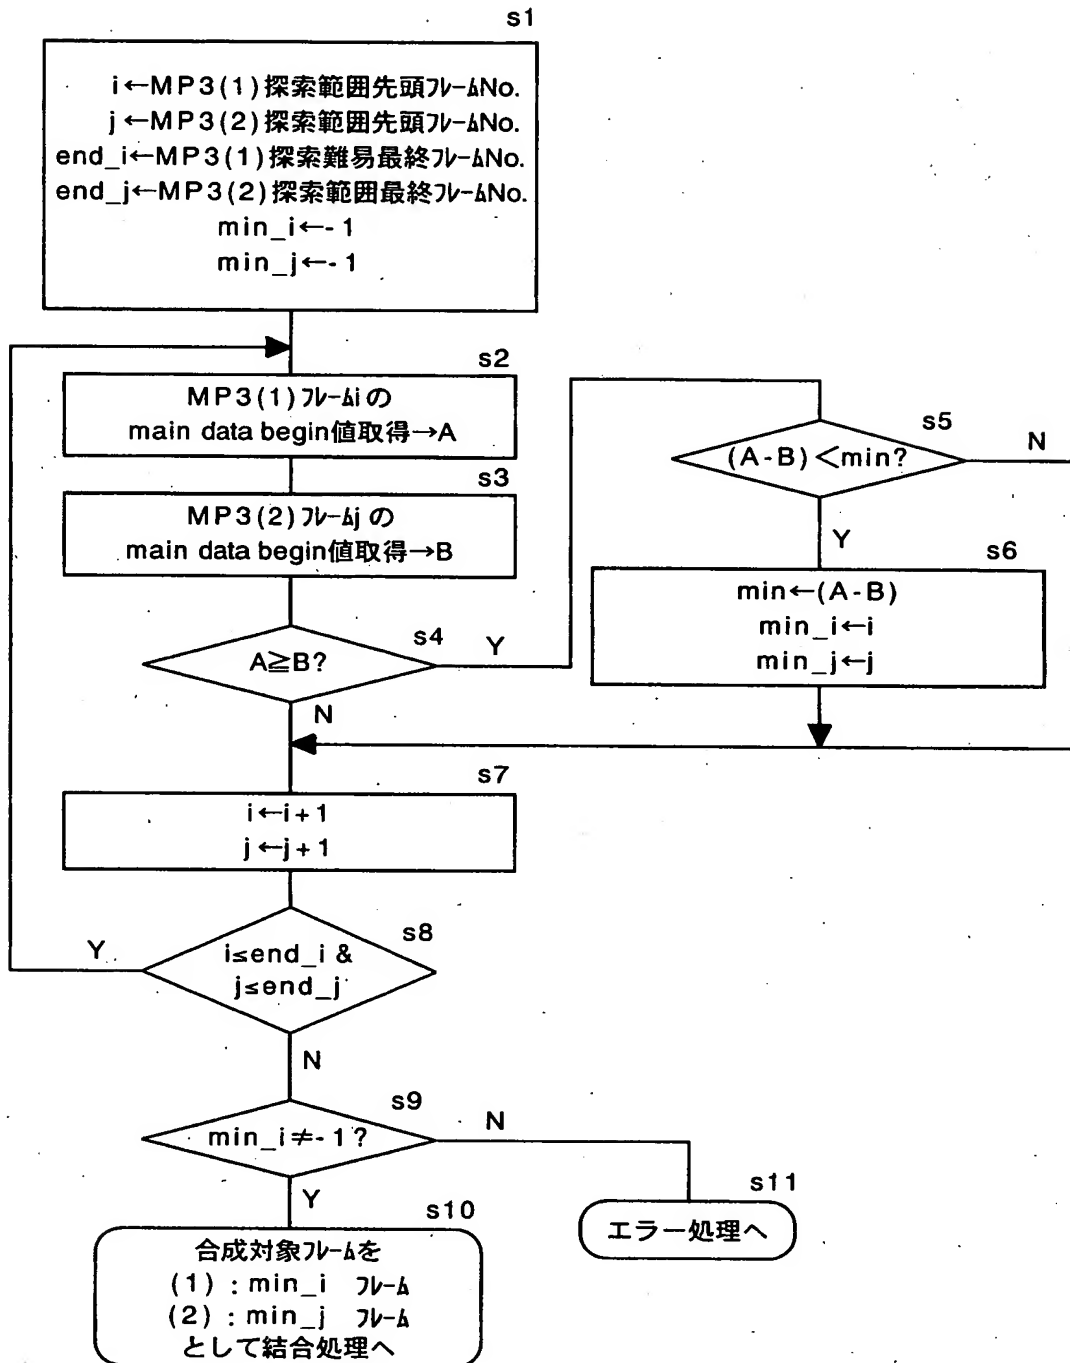 s1
i←MP3(1)探索範囲先頭ﾌﾚｰﾑNo.
j←MP3(2)探索範囲先頭ﾌﾚｰﾑNo.
end_i←MP3(1)探索難易最終ﾌﾚｰﾑNo.
end_j←MP3(2)探索範囲最終ﾌﾚｰﾑNo.
min_i←-1
min_j←-1
s2
MP3(1)ﾌﾚｰﾑiの
main data begin値取得→A
s3
MP3(2)ﾌﾚｰﾑjの
main data begin値取得→B
s4
A≧B?
Y
N
s5
(A-B)<min?
N
Y
s6
min←(A-B)
min_i←i
min_j←j
s7
i←i+1
j←j+1
s8
i≤end_i &
j≤end_j
Y
N
s9
min_i≠-1?
N
Y
s10
合成対象ﾌﾚｰﾑを
(1):min_i ﾌﾚｰﾑ
(2):min_j ﾌﾚｰﾑ
として結合処理へ
s11
エラー処理へ